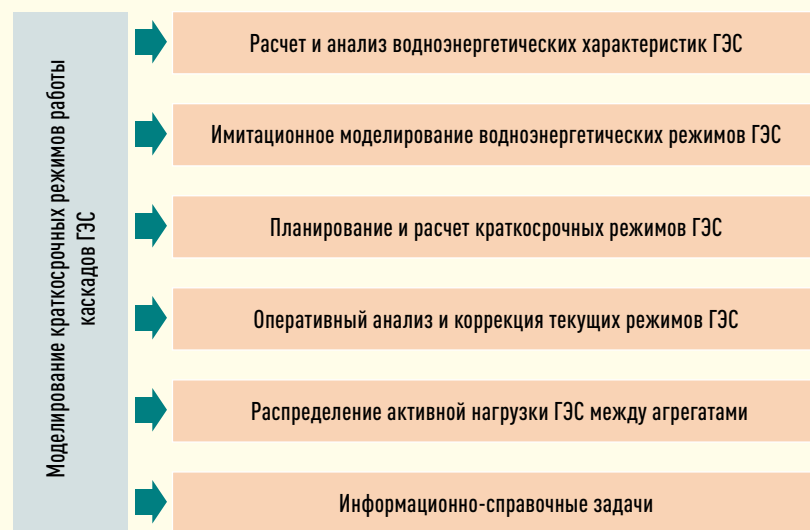 Моделирование краткосрочных режимов работы
каскадов ГЭС
Расчет и анализ водноэнергетических характеристик ГЭС
Имитационное моделирование водноэнергетических режимов ГЭС
Планирование и расчет краткосрочных режимов ГЭС
Оперативный анализ и коррекция текущих режимов ГЭС
Распределение активной нагрузки ГЭС между агрегатами
Информационно-справочные задачи